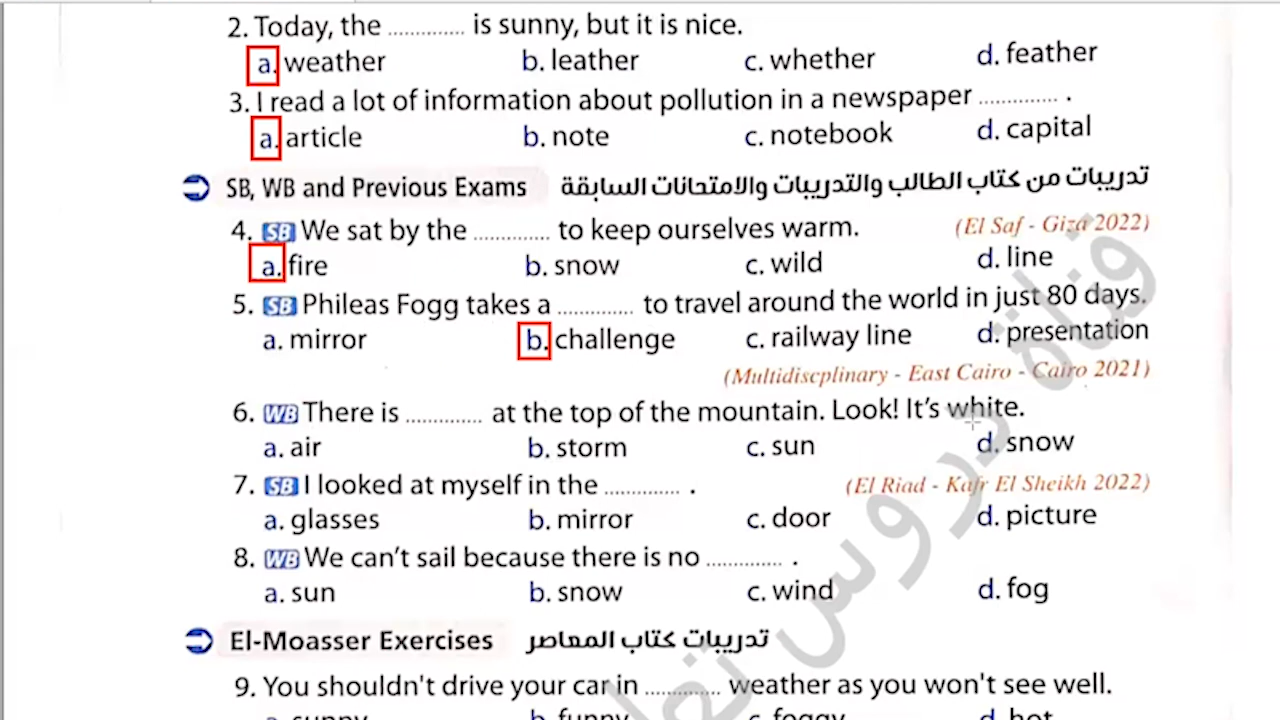 2. Today, the .............. is sunny, but it is nice.
a. weather b. leather c. whether d. feather
3. I read a lot of information about pollution in a newspaper .............. .
a. article b. note c. notebook d. capital
SB, WB and Previous Exams تدريبات من كتاب الطالب والتدريبات والامتحانات السابقة
4. SB We sat by the .............. to keep ourselves warm. (El Saf - Giza 2022)
a. fire b. snow c. wild d. line
5. SB Phileas Fogg takes a .............. to travel around the world in just 80 days.
a. mirror b. challenge c. railway line d. presentation
(Multidiscplinary - East Cairo - Cairo 2021)
6. WB There is .............. at the top of the mountain. Look! It's white.
a. air b. storm c. sun d. snow
7. SB I looked at myself in the .............. . (El Riad - Kafr El Sheikh 2022)
a. glasses b. mirror c. door d. picture
8. WB We can't sail because there is no .............. .
a. sun b. snow c. wind d. fog
El-Moasser Exercises تدريبات كتاب المعاصر
9. You shouldn't drive your car in .............. weather as you won't see well.
a. sunny b. funny c. foggy d. hot
قناة دروس